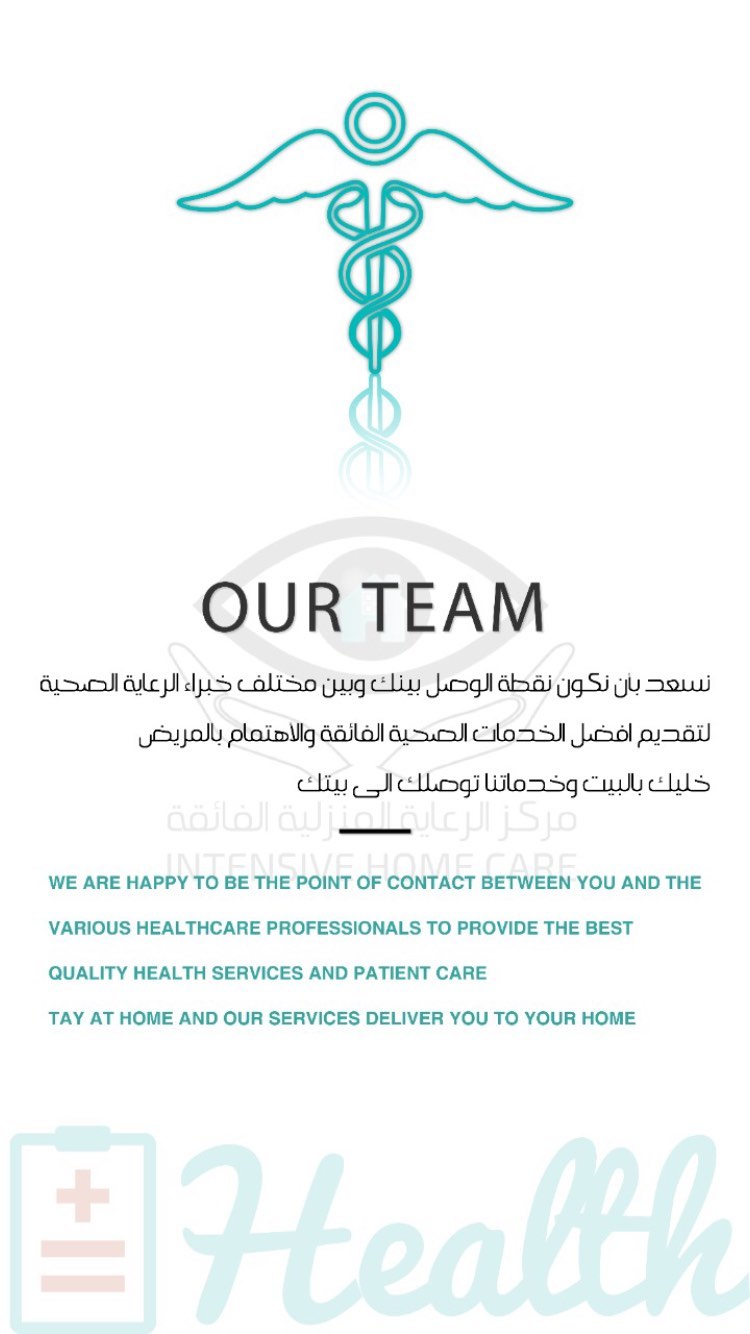 OUR TEAM
نسعد بان نكون نقطة الوصل بينك وبين مختلف خبراء الرعاية الصحية
لتقديم افضل الخدمات الصحية الفائقة والاهتمام بالمريض
خليك بالبيت وخدماتنا توصلك الى بيتك
مركز الرعاية المنزلية الفائقة
INTENSIVE HOME CARE
WE ARE HAPPY TO BE THE POINT OF CONTACT BETWEEN YOU AND THE
VARIOUS HEALTHCARE PROFESSIONALS TO PROVIDE THE BEST
QUALITY HEALTH SERVICES AND PATIENT CARE
TAY AT HOME AND OUR SERVICES DELIVER YOU TO YOUR HOME
Health